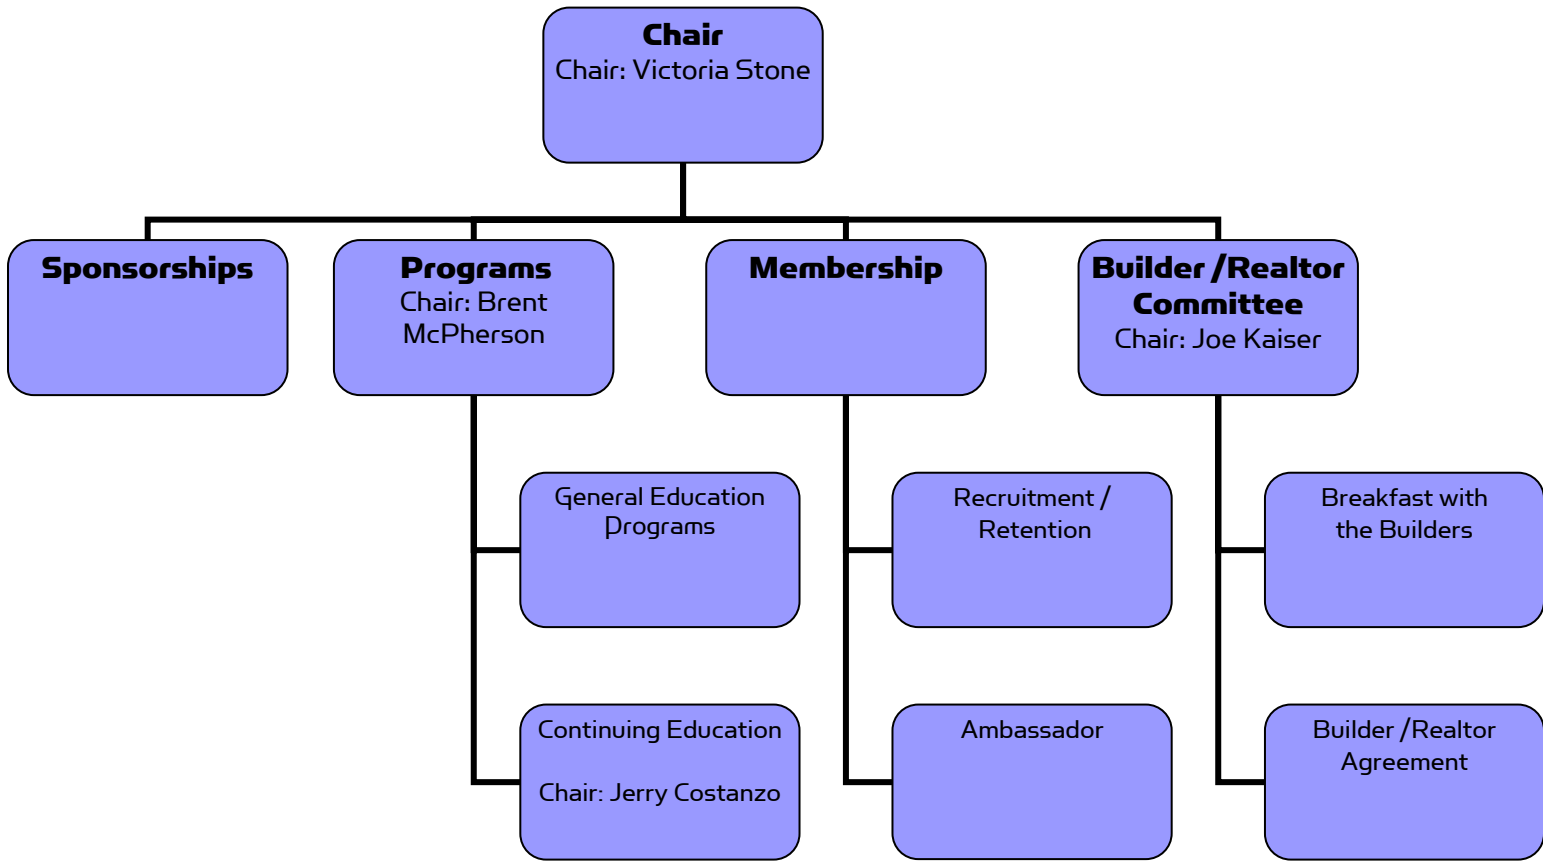 Chair
Chair: Victoria Stone
Sponsorships
Programs
Chair: Brent
McPherson
Membership
Builder /Realtor
Committee
Chair: Joe Kaiser
General Education
Programs
Recruitment /
Retention
Breakfast with
the Builders
Continuing Education
Chair: Jerry Costanzo
Ambassador
Builder /Realtor
Agreement